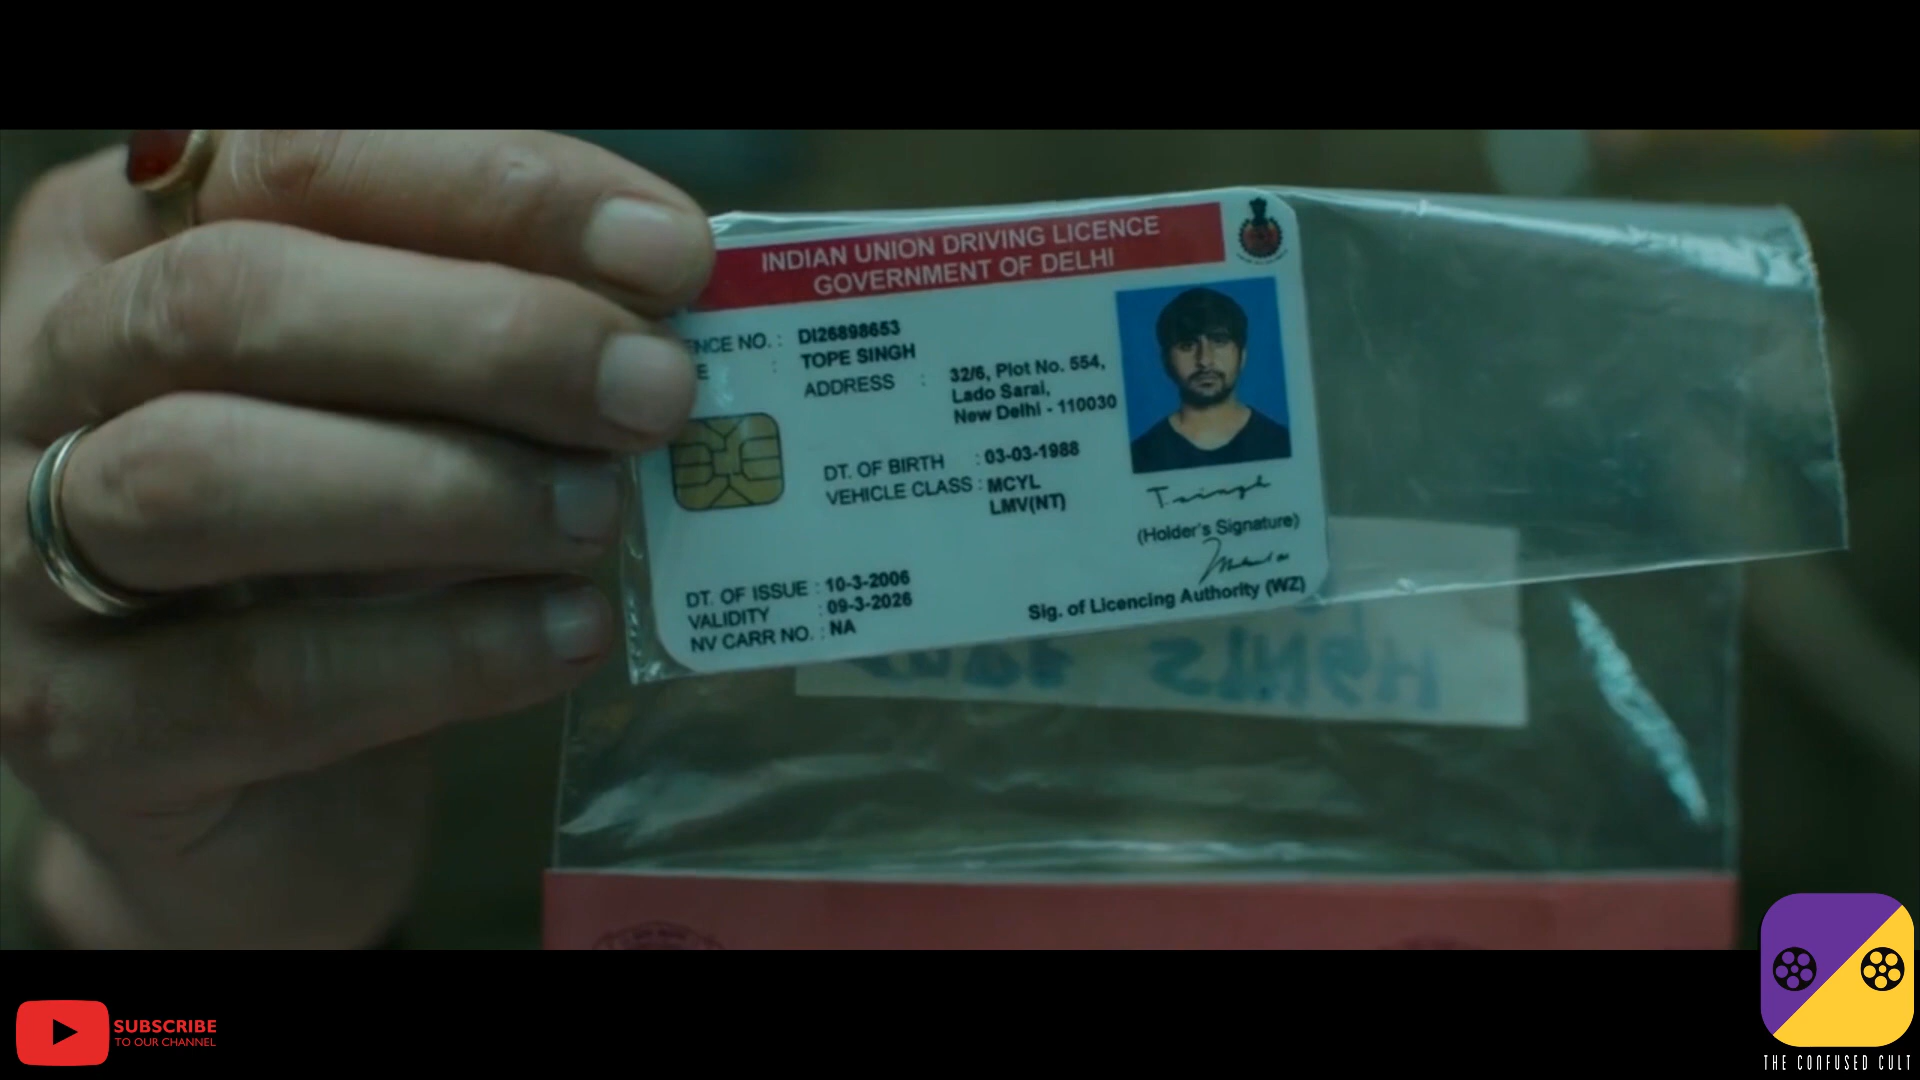 INDIAN UNION DRIVING LICENCE
GOVERNMENT OF DELHI
NCE NO. : DI26898653
E : TOPE SINGH
ADDRESS : 32/6, Plot No. 554,
Lado Sarai,
New Delhi - 110030
DT. OF BIRTH : 03-03-1988
VEHICLE CLASS : MCYL
LMV(NT)
T. singh
(Holder's Signature)
DT. OF ISSUE : 10-3-2006
VALIDITY : 09-3-2026
NV CARR NO. : NA
Sig. of Licencing Authority (WZ)
SINGH
SUBSCRIBE
TO OUR CHANNEL
THE CONFUSED CULT